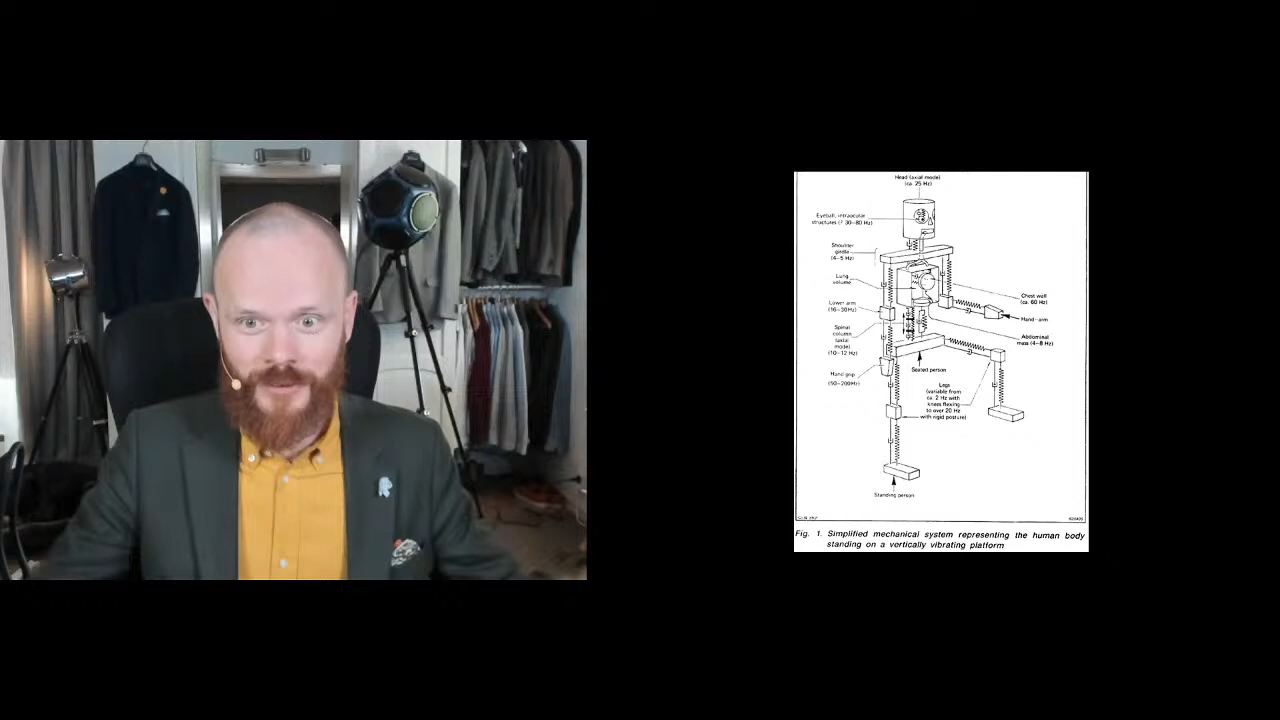 Head (axial mode)
(ca. 25 Hz)
Eyeball, intraocular
structures (? 30–80 Hz)
Shoulder
girdle
(4–5 Hz)
Lung
volume
Lower arm
(16–30Hz)
Spinal
column
(axial
mode)
(10–12 Hz)
Hand grip
(50–200Hz)
Chest wall
(ca. 60 Hz)
Hand-arm
Abdominal
mass (4–8 Hz)
Seated person
Legs
(variable from
ca. 2 Hz with
knees flexing
to over 20 Hz
with rigid posture)
Standing person
Fig. 1. Simplified mechanical system representing the human body
standing on a vertically vibrating platform